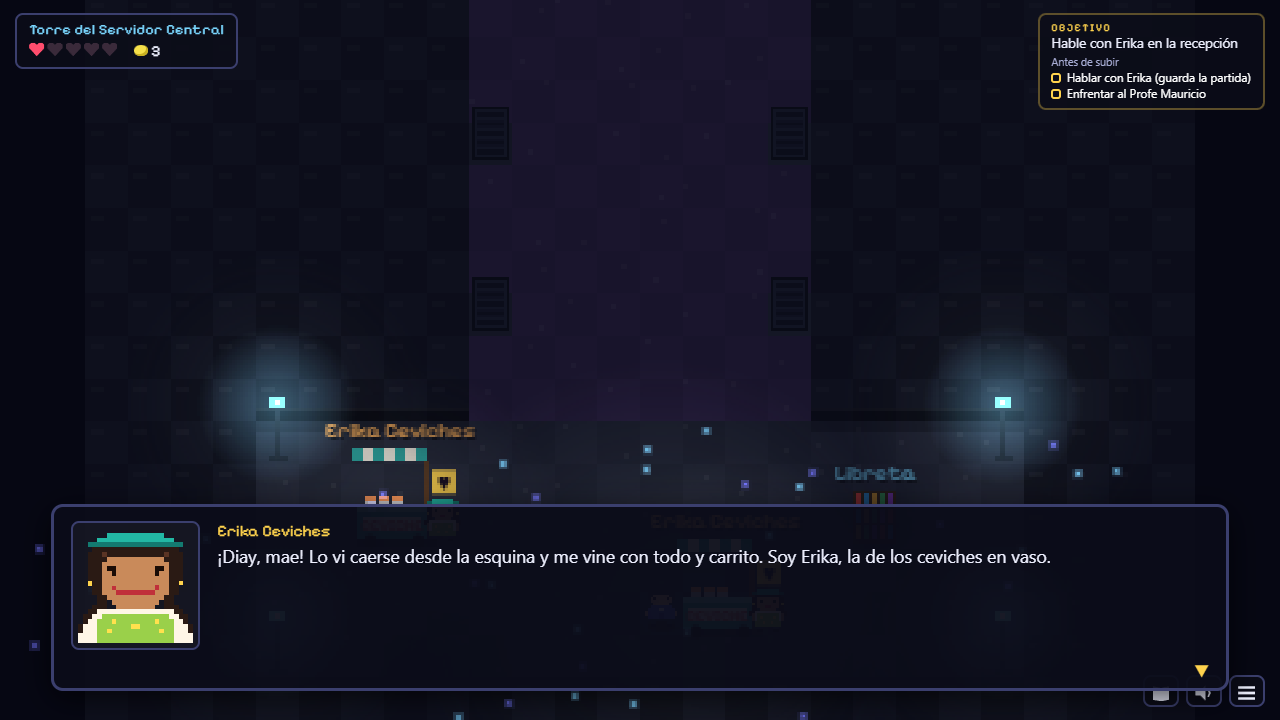 Torre del Servidor Central
3
OBJETIVO
Hable con Erika en la recepción
Antes de subir
Hablar con Erika (guarda la partida)
Enfrentar al Profe Mauricio
Erika Ceviches
Libreta
Erika Ceviches
Erika Ceviches
¡Diay, mae! Lo vi caerse desde la esquina y me vine con todo y carrito. Soy Erika, la de los ceviches en vaso.